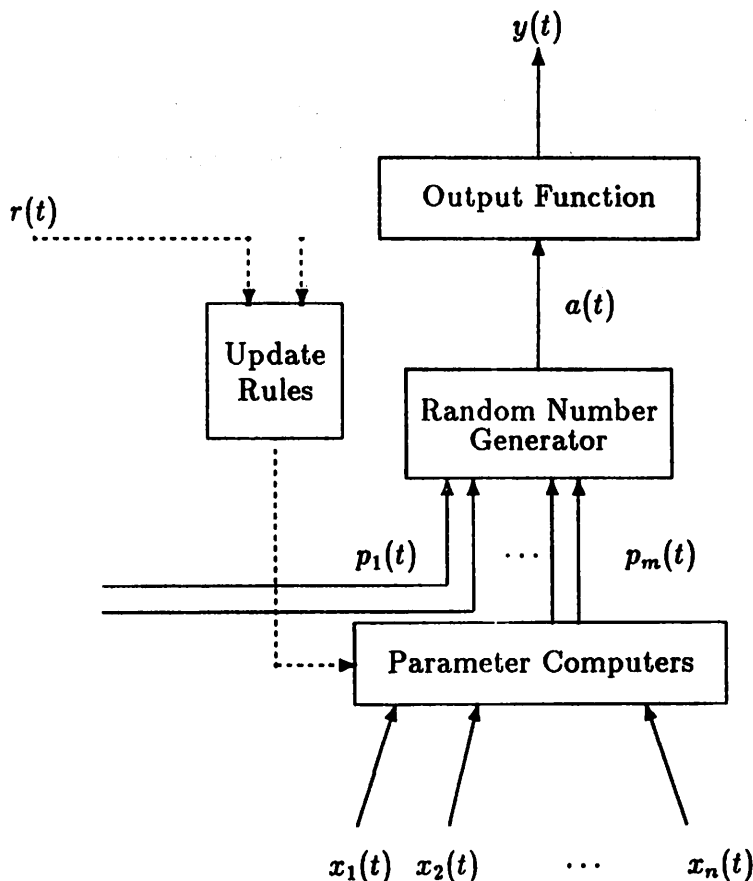 y(t)
Output Function
r(t)
a(t)
Update
Rules
Random Number
Generator
p₁(t) ··· pₘ(t)
Parameter Computers
x₁(t) x₂(t) ··· xₙ(t)